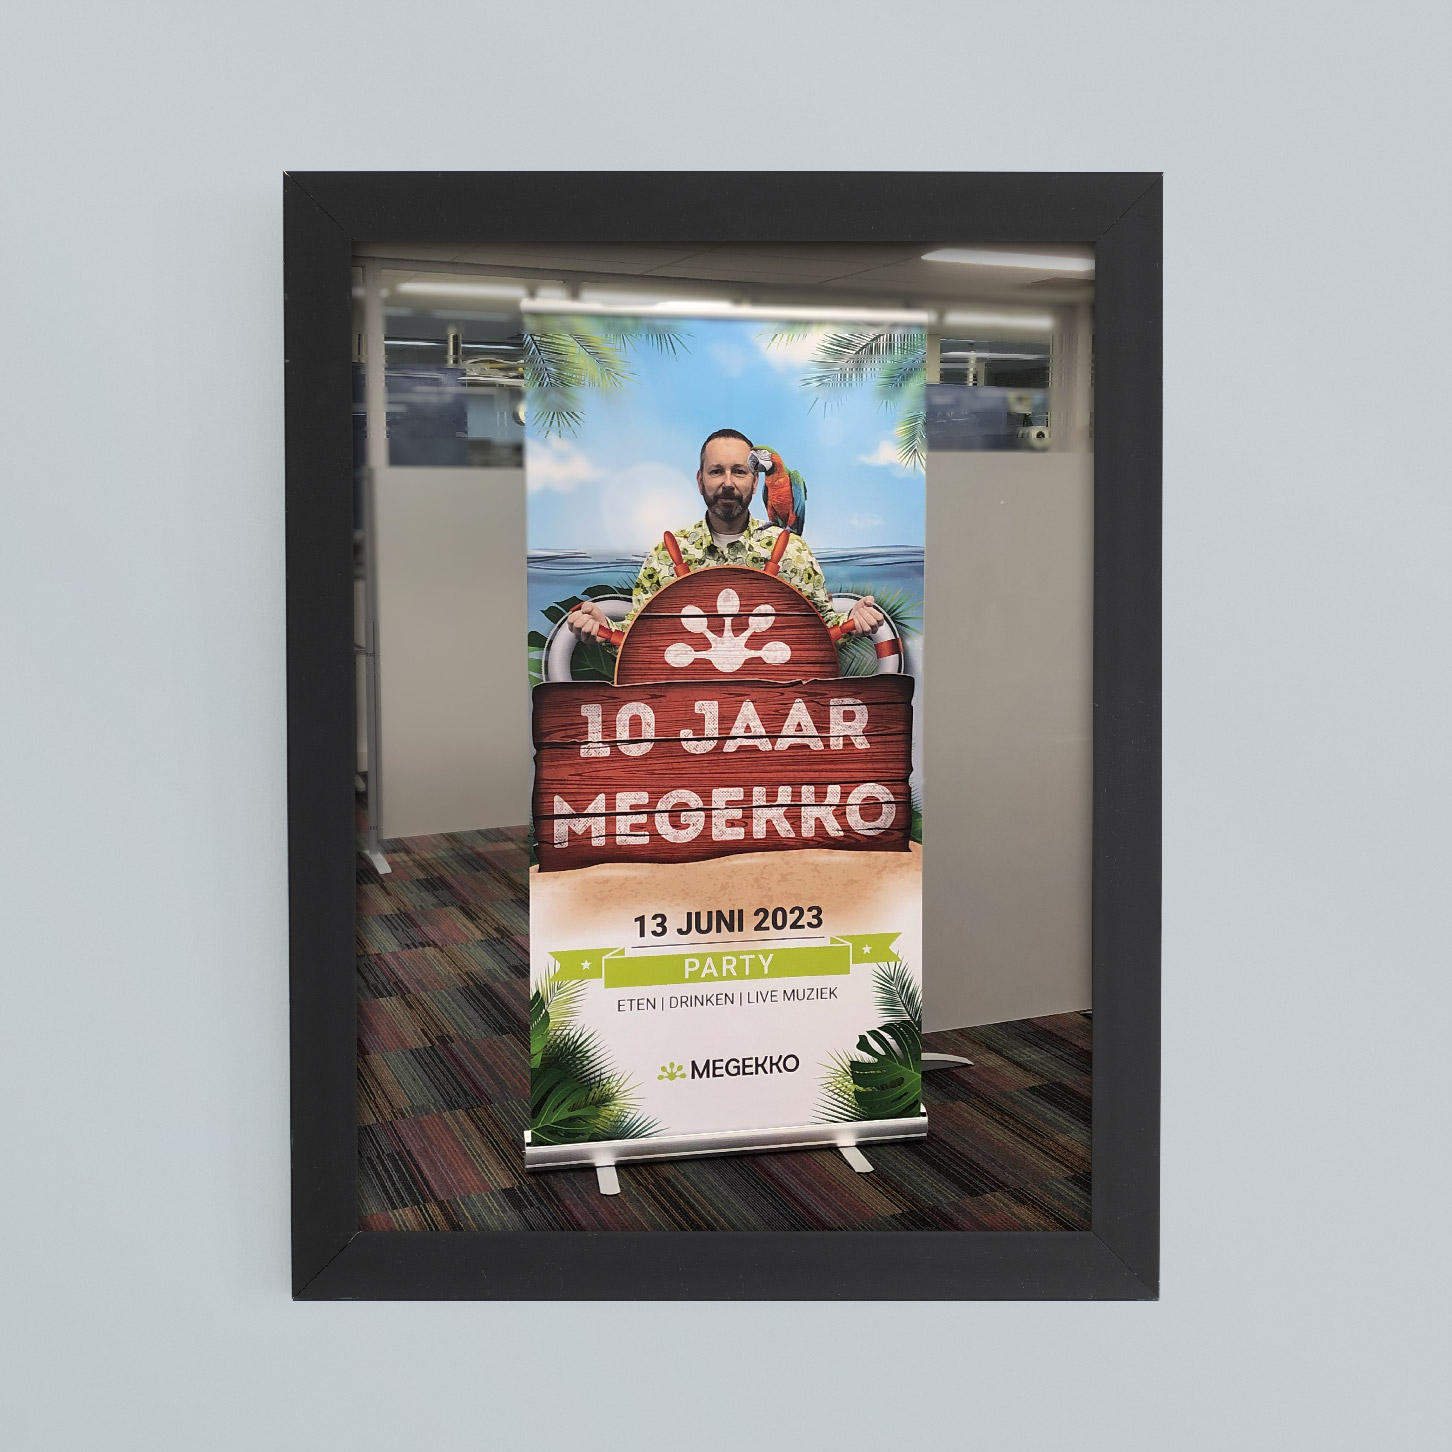 10 JAAR
MEGEKKO
13 JUNI 2023
PARTY
ETEN | DRINKEN | LIVE MUZIEK
MEGEKKO